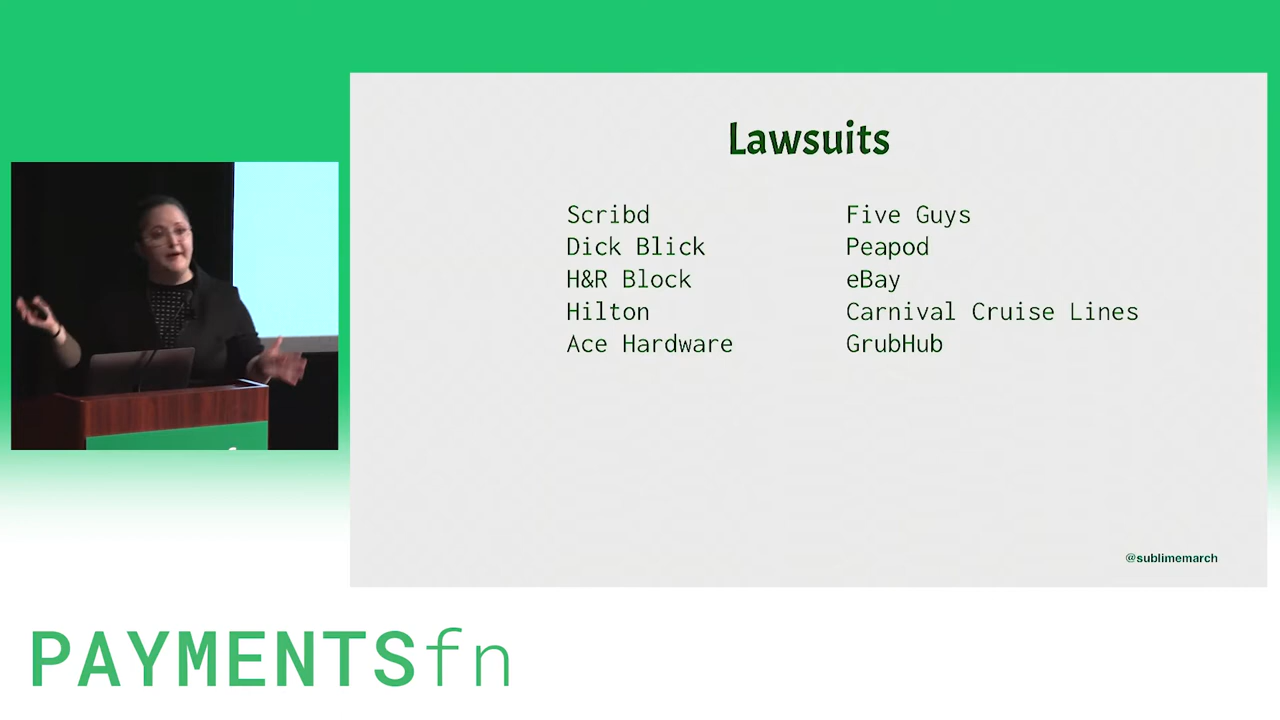 Lawsuits
Scribd
Dick Blick
H&R Block
Hilton
Ace Hardware
Five Guys
Peapod
eBay
Carnival Cruise Lines
GrubHub
@sublimemarch
PAYMENTSfn